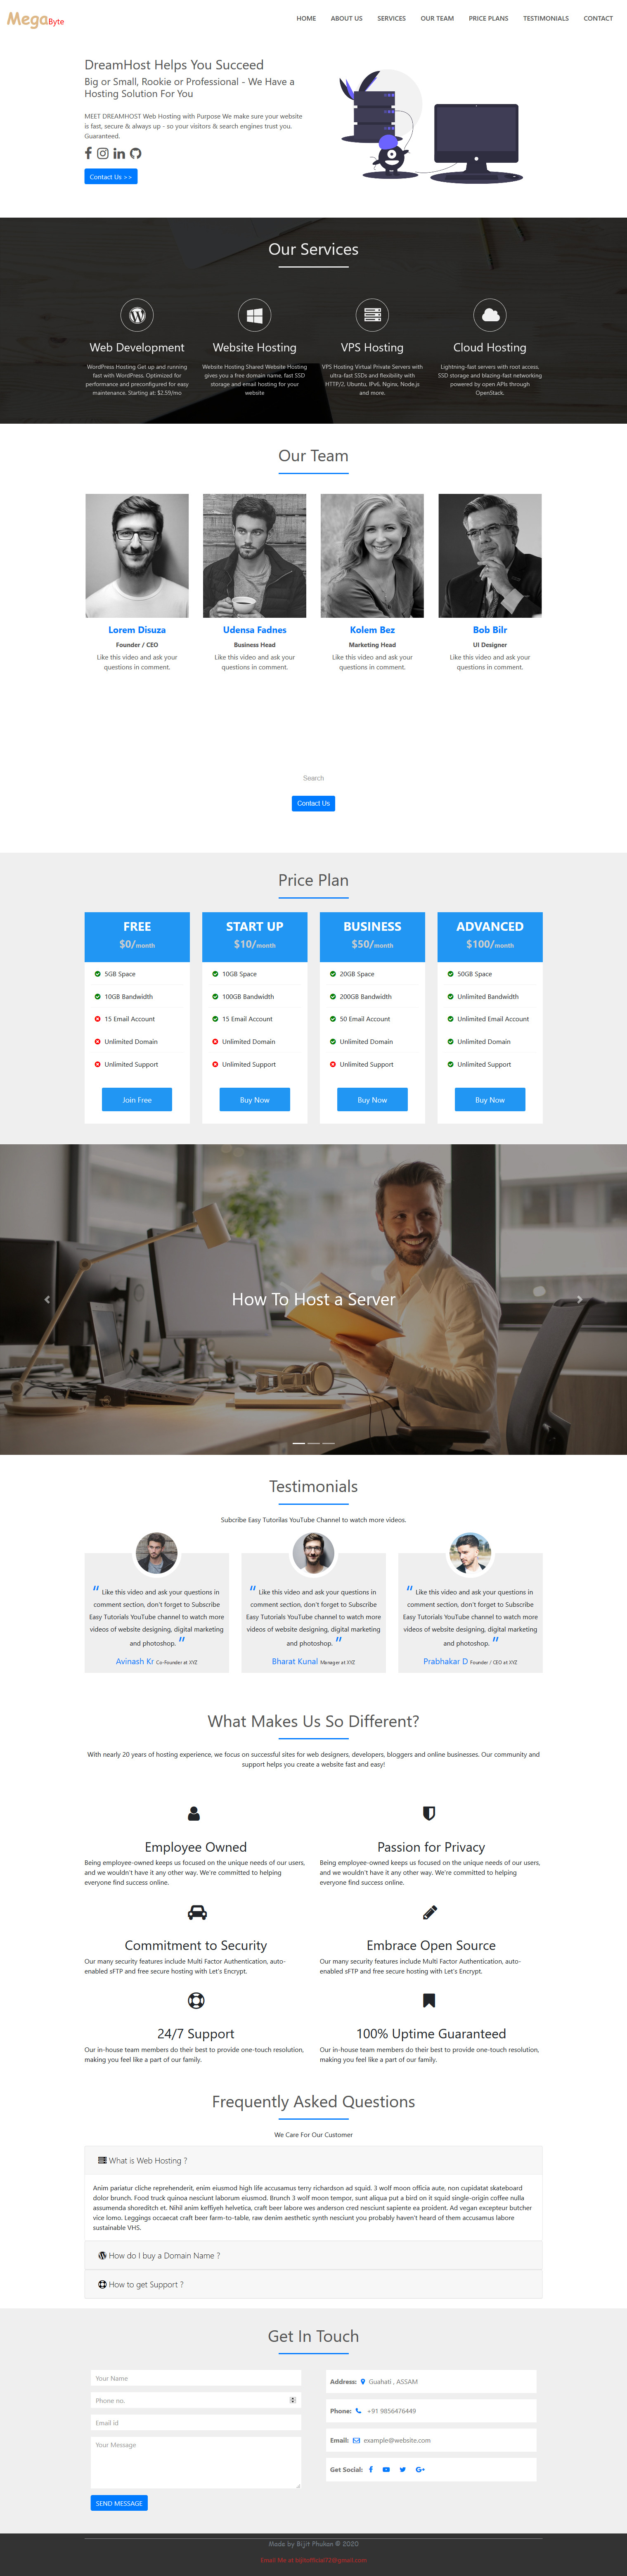 MegaByte
HOME ABOUT US SERVICES OUR TEAM PRICE PLANS TESTIMONIALS CONTACT
DreamHost Helps You Succeed
Big or Small, Rookie or Professional - We Have a
Hosting Solution For You
MEET DREAMHOST Web Hosting with Purpose We make sure your website
is fast, secure & always up - so your visitors & search engines trust you.
Guaranteed.
Contact Us >>
Our Services
Web Development
WordPress Hosting Get up and running
fast with WordPress. Optimized for
performance and preconfigured for easy
maintenance. Starting at: $2.59/mo
Website Hosting
Website Hosting Shared Website Hosting
gives you a free domain name, fast SSD
storage and email hosting for your
website
VPS Hosting
VPS Hosting Virtual Private Servers with
ultra-fast SSDs and flexibility with
HTTP/2, Ubuntu, IPv6, Nginx, Node.js
and more.
Cloud Hosting
Lightning-fast servers with root access.
SSD storage and blazing-fast networking
powered by open APIs through
OpenStack.
Our Team
Lorem Disuza
Founder / CEO
Like this video and ask your
questions in comment.
Udensa Fadnes
Business Head
Like this video and ask your
questions in comment.
Kolem Bez
Marketing Head
Like this video and ask your
questions in comment.
Bob Bilr
UI Designer
Like this video and ask your
questions in comment.
Search
Contact Us
Price Plan
FREE
$0/month
5GB Space
10GB Bandwidth
15 Email Account
Unlimited Domain
Unlimited Support
Join Free
START UP
$10/month
10GB Space
100GB Bandwidth
15 Email Account
Unlimited Domain
Unlimited Support
Buy Now
BUSINESS
$50/month
20GB Space
200GB Bandwidth
50 Email Account
Unlimited Domain
Unlimited Support
Buy Now
ADVANCED
$100/month
50GB Space
Unlimited Bandwidth
Unlimited Email Account
Unlimited Domain
Unlimited Support
Buy Now
How To Host a Server
Testimonials
Subcribe Easy Tutorilas YouTube Channel to watch more videos.
“ Like this video and ask your questions in
comment section, don't forget to Subscribe
Easy Tutorials YouTube channel to watch more
videos of website designing, digital marketing
and photoshop. ”
Avinash Kr Co-Founder at XYZ
“ Like this video and ask your questions in
comment section, don't forget to Subscribe
Easy Tutorials YouTube channel to watch more
videos of website designing, digital marketing
and photoshop. ”
Bharat Kunal Manager at XYZ
“ Like this video and ask your questions in
comment section, don't forget to Subscribe
Easy Tutorials YouTube channel to watch more
videos of website designing, digital marketing
and photoshop. ”
Prabhakar D Founder / CEO at XYZ
What Makes Us So Different?
With nearly 20 years of hosting experience, we focus on successful sites for web designers, developers, bloggers and online businesses. Our community and
support helps you create a website fast and easy!
Employee Owned
Being employee-owned keeps us focused on the unique needs of our users,
and we wouldn't have it any other way. We're committed to helping
everyone find success online.
Passion for Privacy
Being employee-owned keeps us focused on the unique needs of our users,
and we wouldn't have it any other way. We're committed to helping
everyone find success online.
Commitment to Security
Our many security features include Multi Factor Authentication, auto-
enabled sFTP and free secure hosting with Let's Encrypt.
Embrace Open Source
Our many security features include Multi Factor Authentication, auto-
enabled sFTP and free secure hosting with Let's Encrypt.
24/7 Support
Our in-house team members do their best to provide one-touch resolution,
making you feel like a part of our family.
100% Uptime Guaranteed
Our in-house team members do their best to provide one-touch resolution,
making you feel like a part of our family.
Frequently Asked Questions
We Care For Our Customer
What is Web Hosting ?
Anim pariatur cliche reprehenderit, enim eiusmod high life accusamus terry richardson ad squid. 3 wolf moon officia aute, non cupidatat skateboard
dolor brunch. Food truck quinoa nesciunt laborum eiusmod. Brunch 3 wolf moon tempor, sunt aliqua put a bird on it squid single-origin coffee nulla
assumenda shoreditch et. Nihil anim keffiyeh helvetica, craft beer labore wes anderson cred nesciunt sapiente ea proident. Ad vegan excepteur butcher
vice lomo. Leggings occaecat craft beer farm-to-table, raw denim aesthetic synth nesciunt you probably haven't heard of them accusamus labore
sustainable VHS.
How do I buy a Domain Name ?
How to get Support ?
Get In Touch
Your Name
Phone no.
Email id
Your Message
SEND MESSAGE
Address: Guahati , ASSAM
Phone: +91 9856476449
Email: example@website.com
Get Social:
Made by Bijit Phukan © 2020
Email Me at